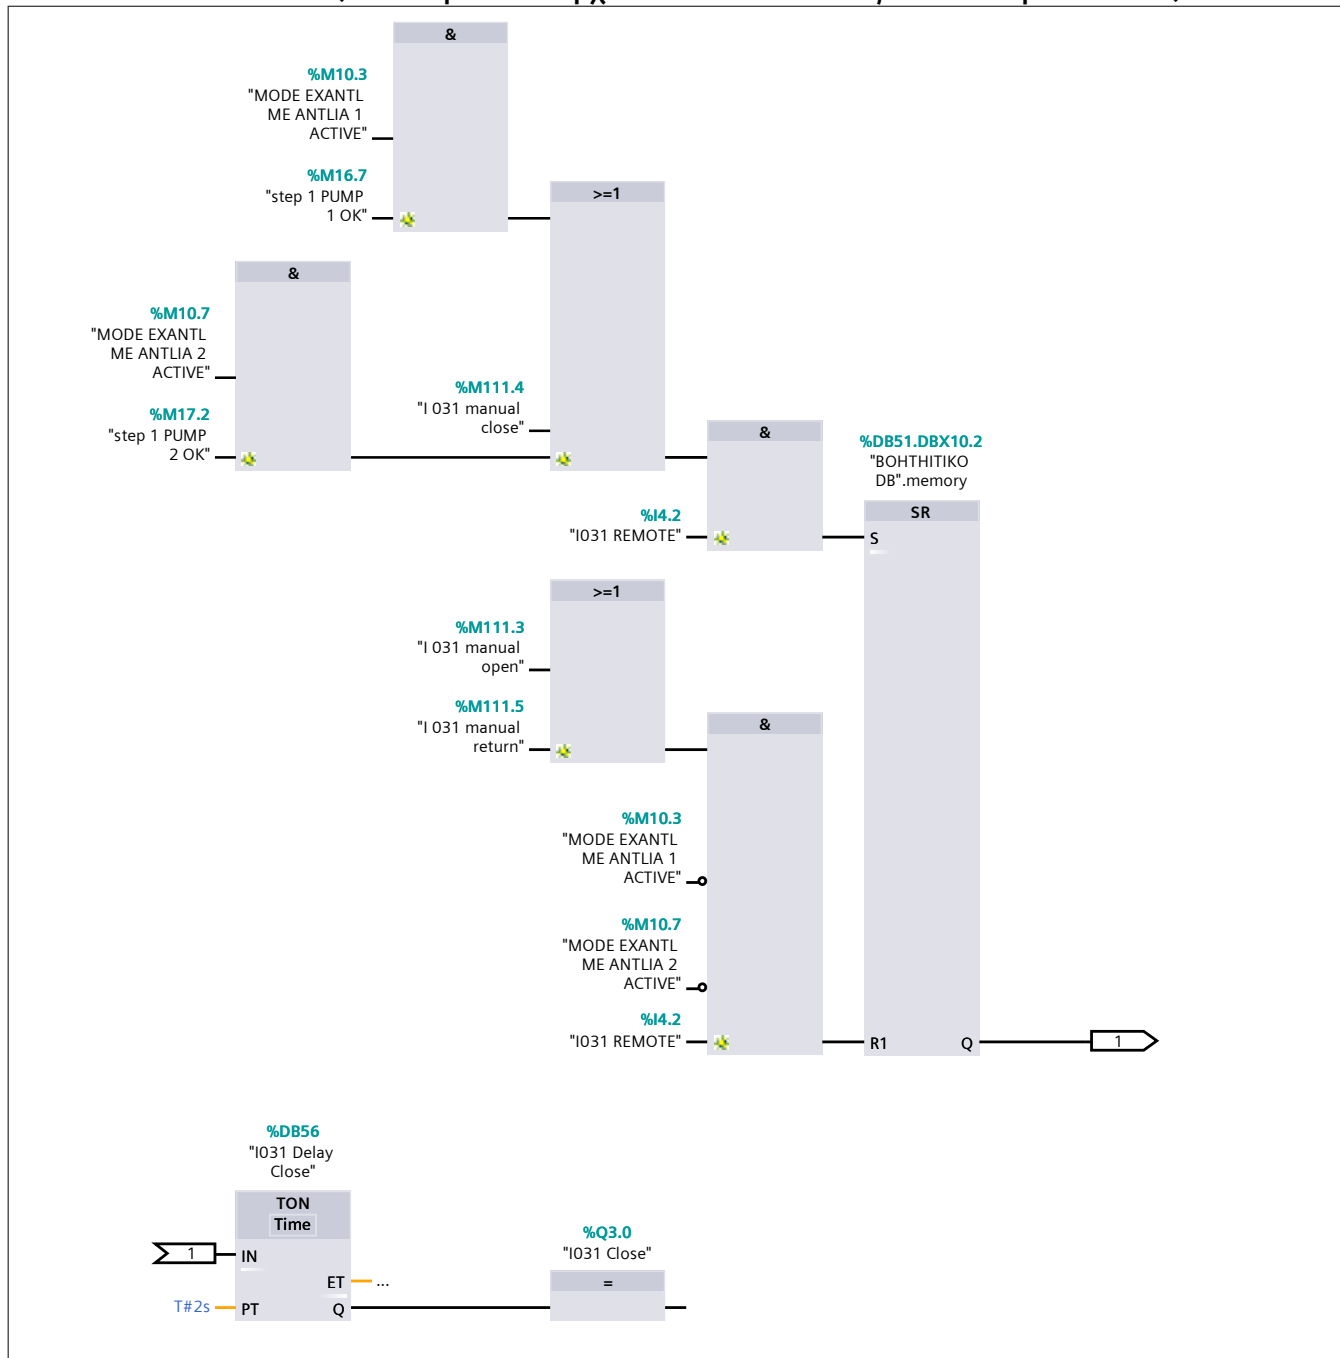 &
%M10.3
"MODE EXANTL
ME ANTLIA 1
ACTIVE"
%M16.7
"step 1 PUMP
1 OK"
>=1
&
%M10.7
"MODE EXANTL
ME ANTLIA 2
ACTIVE"
%M17.2
"step 1 PUMP
2 OK"
%M111.4
"I 031 manual
close"
&
%I4.2
"I031 REMOTE"
%DB51.DBX10.2
"BOHTHITIKO
DB".memory
SR
S
>=1
%M111.3
"I 031 manual
open"
%M111.5
"I 031 manual
return"
&
%M10.3
"MODE EXANTL
ME ANTLIA 1
ACTIVE"
%M10.7
"MODE EXANTL
ME ANTLIA 2
ACTIVE"
%I4.2
"I031 REMOTE"
R1 Q
1
%DB56
"I031 Delay
Close"
TON
Time
1
IN
ET ...
T#2s
PT Q
%Q3.0
"I031 Close"
=